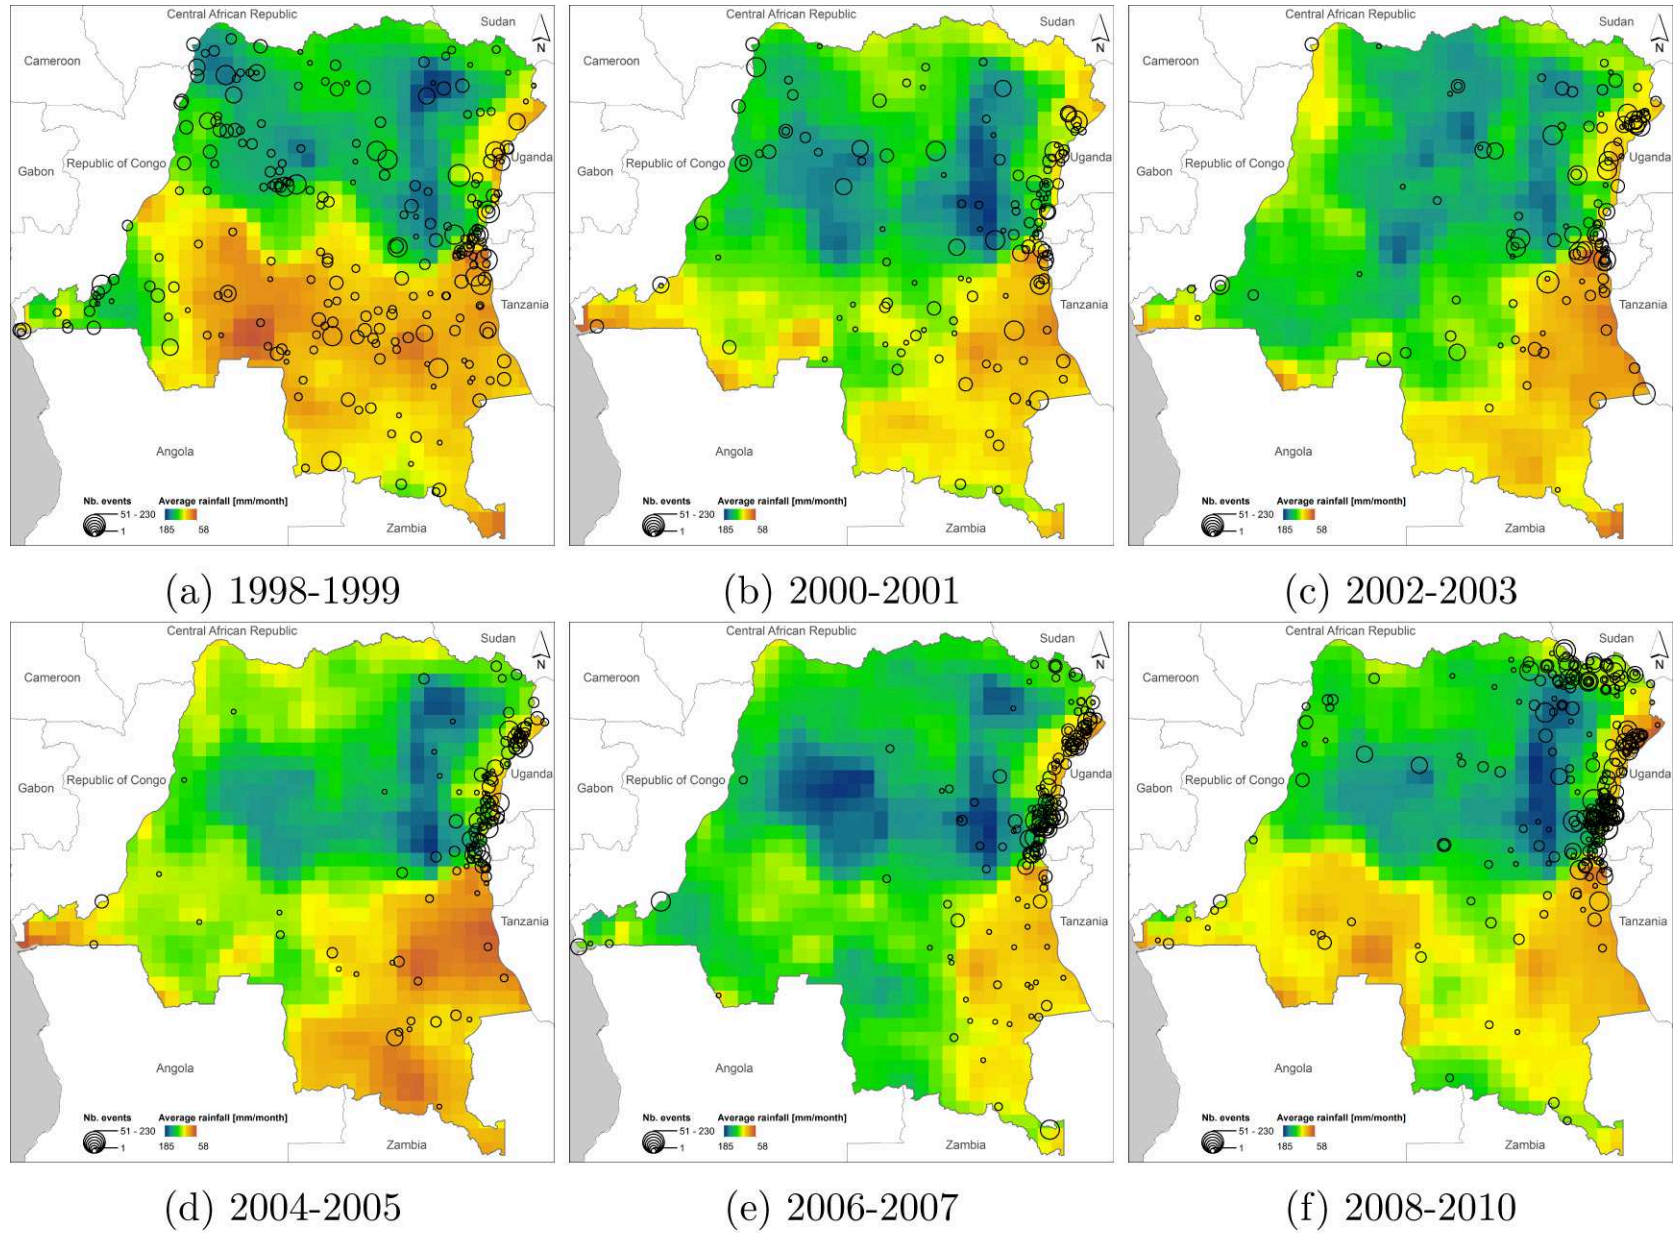 Central African Republic
Sudan
N
Cameroon
Gabon
Republic of Congo
Uganda
Tanzania
Angola
Nb. events
Average rainfall [mm/month]
51 - 230
1
185
58
Zambia
(a) 1998-1999
Central African Republic
Sudan
N
Cameroon
Gabon
Republic of Congo
Uganda
Tanzania
Angola
Nb. events
Average rainfall [mm/month]
51 - 230
1
185
58
Zambia
(b) 2000-2001
Central African Republic
Sudan
N
Cameroon
Gabon
Republic of Congo
Uganda
Tanzania
Angola
Nb. events
Average rainfall [mm/month]
51 - 230
1
185
58
Zambia
(c) 2002-2003
Central African Republic
Sudan
N
Cameroon
Gabon
Republic of Congo
Uganda
Tanzania
Angola
Nb. events
Average rainfall [mm/month]
51 - 230
1
185
58
Zambia
(d) 2004-2005
Central African Republic
Sudan
N
Cameroon
Gabon
Republic of Congo
Uganda
Tanzania
Angola
Nb. events
Average rainfall [mm/month]
51 - 230
1
185
58
Zambia
(e) 2006-2007
Central African Republic
Sudan
N
Cameroon
Gabon
Republic of Congo
Uganda
Tanzania
Angola
Nb. events
Average rainfall [mm/month]
51 - 230
1
185
58
Zambia
(f) 2008-2010